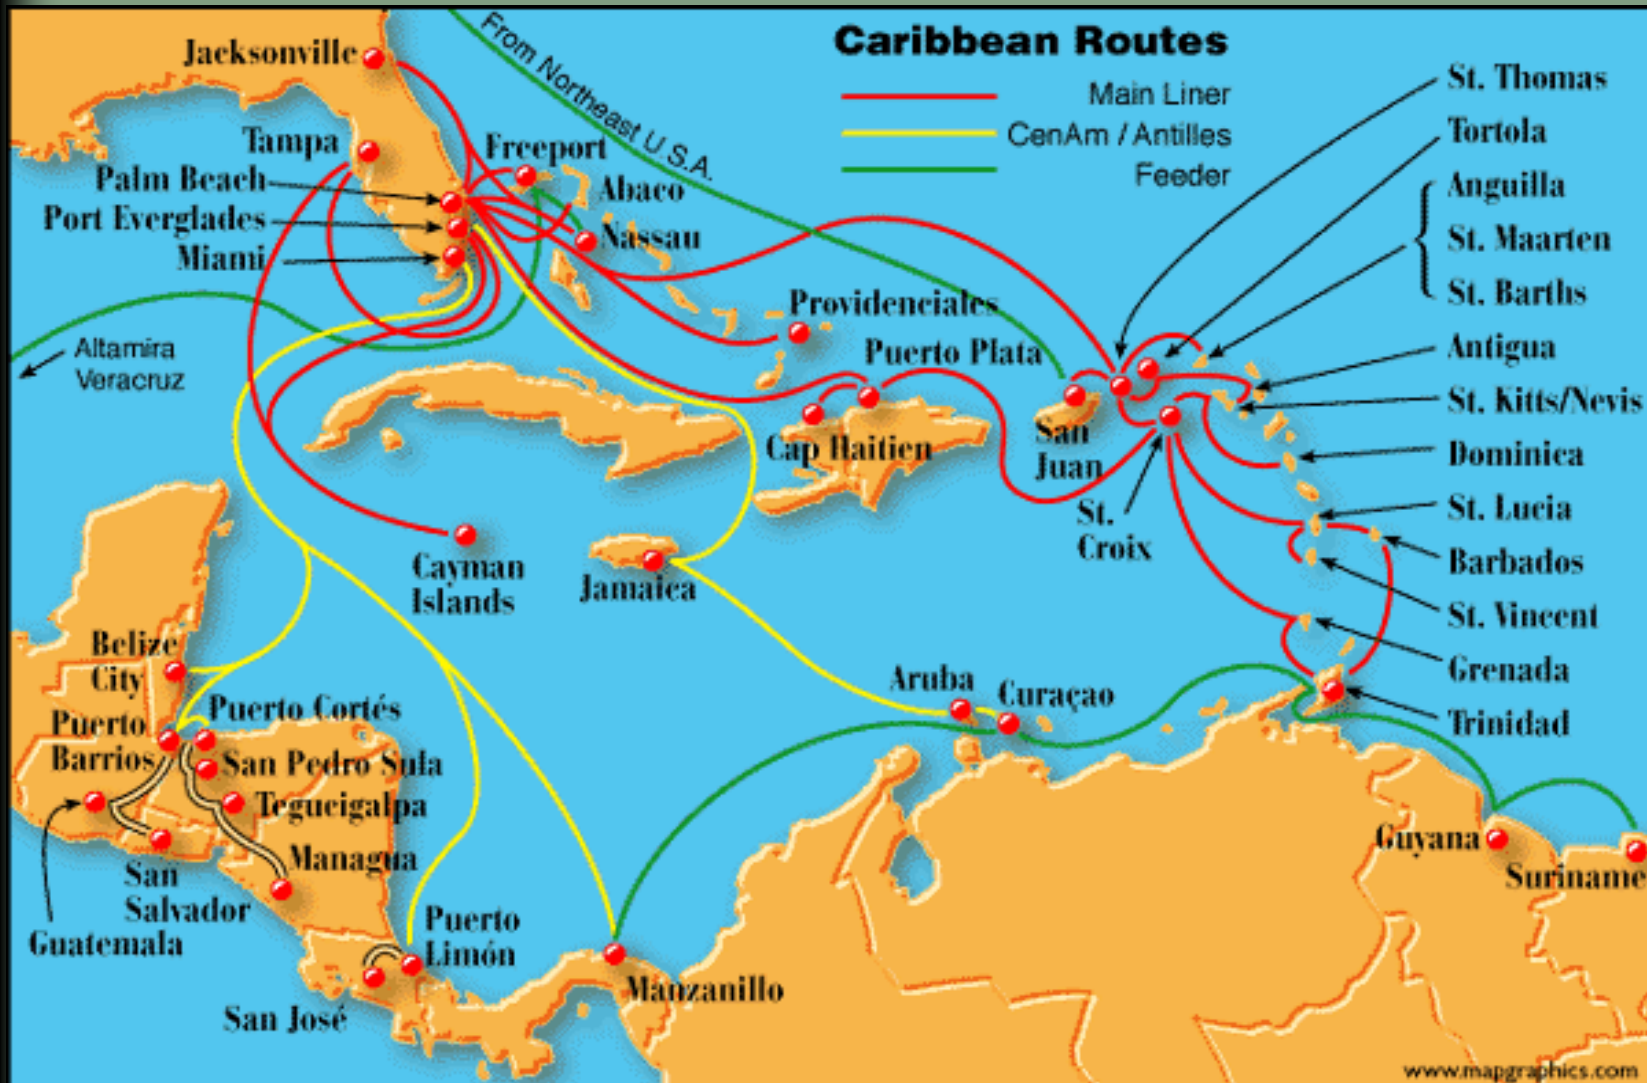 Caribbean Routes
Main Liner
CenAm / Antilles
Feeder
From Northeast U.S.A.
Jacksonville
Tampa
Palm Beach
Port Everglades
Miami
Freeport
Abaco
Nassau
Altamira
Veracruz
Providenciales
Puerto Plata
Cap Haitien
San
Juan
St.
Croix
St. Thomas
Tortola
Anguilla
St. Maarten
St. Barths
Antigua
St. Kitts/Nevis
Dominica
St. Lucia
Barbados
St. Vincent
Grenada
Trinidad
Cayman
Islands
Jamaica
Aruba
Curaçao
Belize
City
Puerto
Barrios
Puerto Cortés
San Pedro Sula
Tegucigalpa
Managua
San
Salvador
Guatemala
Puerto
Limón
San José
Manzanillo
Guyana
Suriname
www.mapgraphics.com